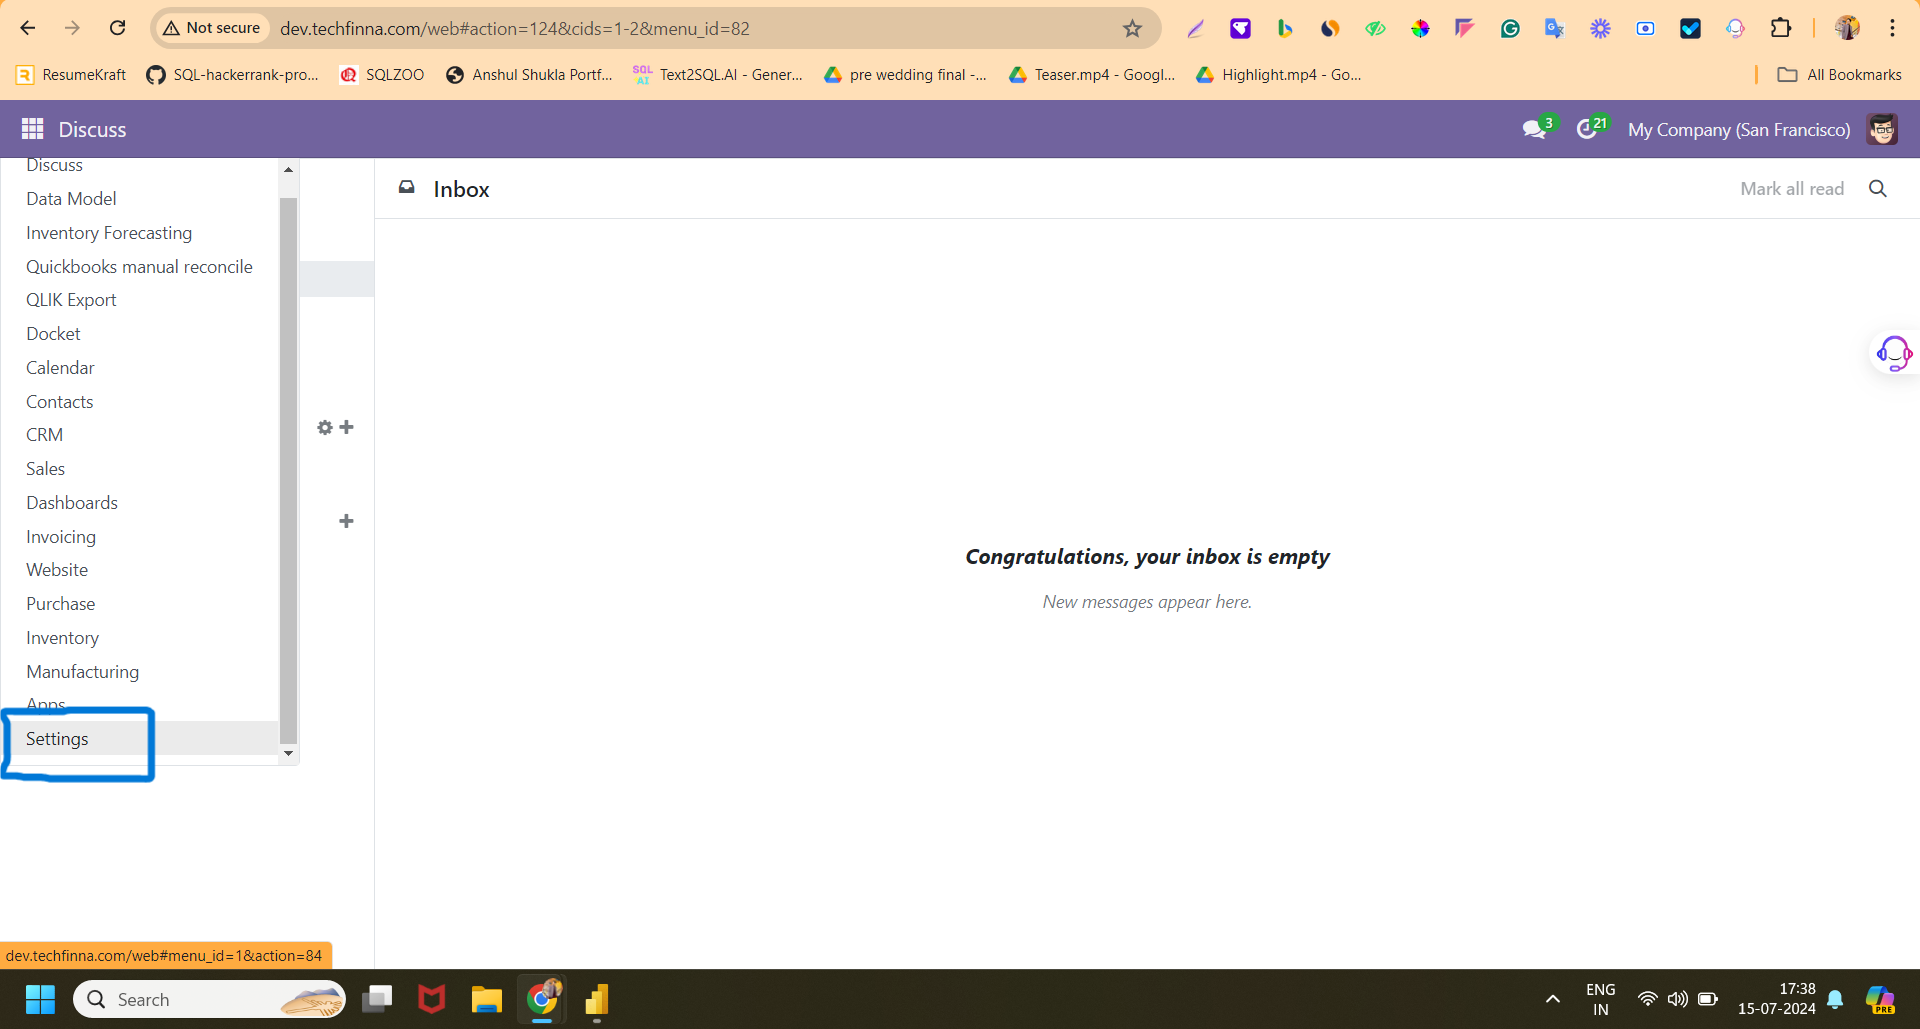 Not secure
dev.techfinna.com/web#action=124&cids=1-2&menu_id=82
ResumeKraft
SQL-hackerrank-pro...
SQLZOO
Anshul Shukla Portf...
SQL AI
Text2SQL.AI - Gener...
pre wedding final -...
Teaser.mp4 - Googl...
Highlight.mp4 - Go...
All Bookmarks
Discuss
3
21
My Company (San Francisco)
Discuss
Data Model
Inventory Forecasting
Quickbooks manual reconcile
QLIK Export
Docket
Calendar
Contacts
CRM
Sales
Dashboards
Invoicing
Website
Purchase
Inventory
Manufacturing
Apps
Settings
Inbox
Mark all read
Congratulations, your inbox is empty
New messages appear here.
dev.techfinna.com/web#menu_id=1&action=84
Search
ENG
IN
17:38
15-07-2024
PRE